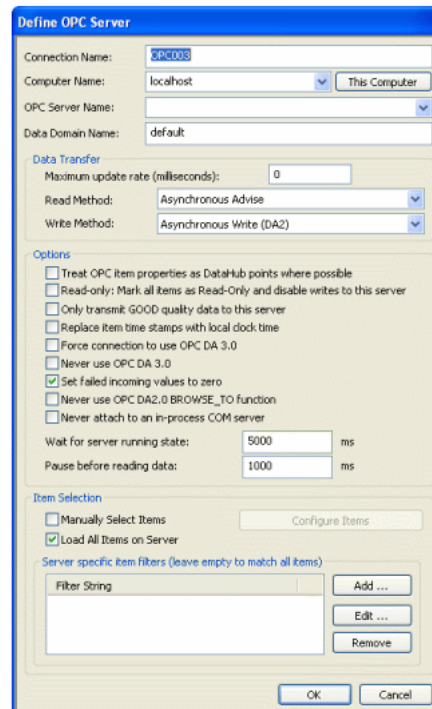 Define OPC Server
Connection Name: OPC003
Computer Name: localhost This Computer
OPC Server Name:
Data Domain Name: default
Data Transfer
Maximum update rate (milliseconds): 0
Read Method: Asynchronous Advise
Write Method: Asynchronous Write (DA2)
Options
Treat OPC item properties as DataHub points where possible
Read-only: Mark all items as Read-Only and disable writes to this server
Only transmit GOOD quality data to this server
Replace item time stamps with local clock time
Force connection to use OPC DA 3.0
Never use OPC DA 3.0
Set failed incoming values to zero
Never use OPC DA2.0 BROWSE_TO function
Never attach to an in-process COM server
Wait for server running state: 5000 ms
Pause before reading data: 1000 ms
Item Selection
Manually Select Items Configure Items
Load All Items on Server
Server specific item filters (leave empty to match all items)
Filter String
Add ...
Edit ...
Remove
OK Cancel